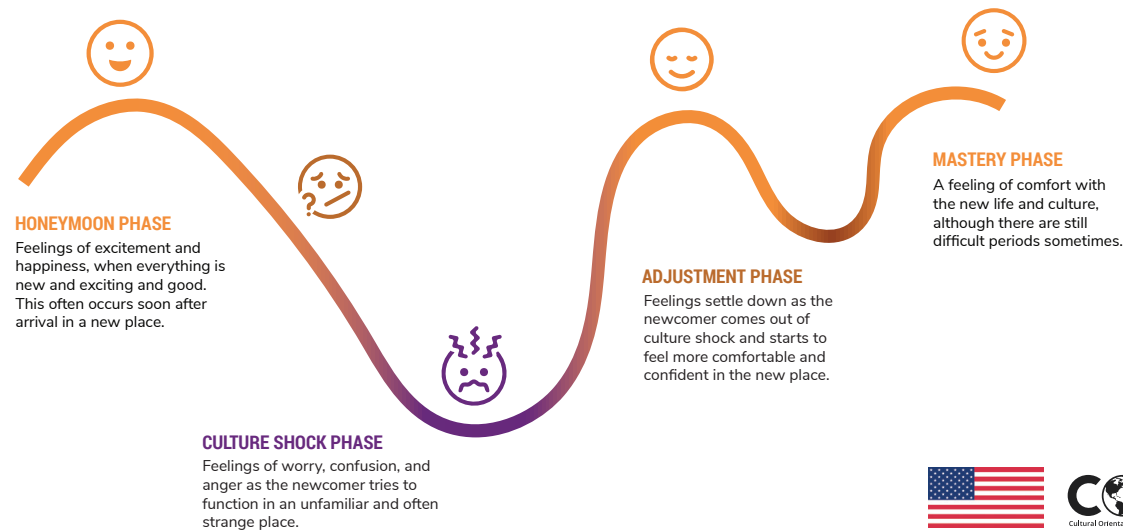 HONEYMOON PHASE
Feelings of excitement and
happiness, when everything is
new and exciting and good.
This often occurs soon after
arrival in a new place.
?
CULTURE SHOCK PHASE
Feelings of worry, confusion, and
anger as the newcomer tries to
function in an unfamiliar and often
strange place.
ADJUSTMENT PHASE
Feelings settle down as the
newcomer comes out of
culture shock and starts to
feel more comfortable and
confident in the new place.
MASTERY PHASE
A feeling of comfort with
the new life and culture,
although there are still
difficult periods sometimes.
CO
Cultural